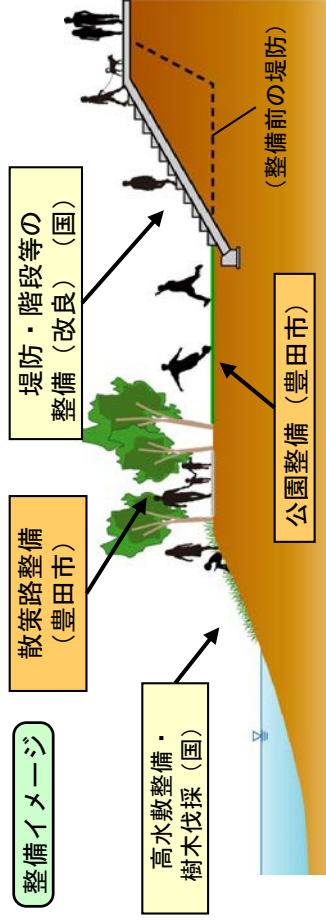 整備イメージ
散策路整備
（豊田市）
堤防・階段等の
整備（改良）（国）
高水敷整備・
樹木伐採（国）
公園整備（豊田市）
（整備前の堤防）